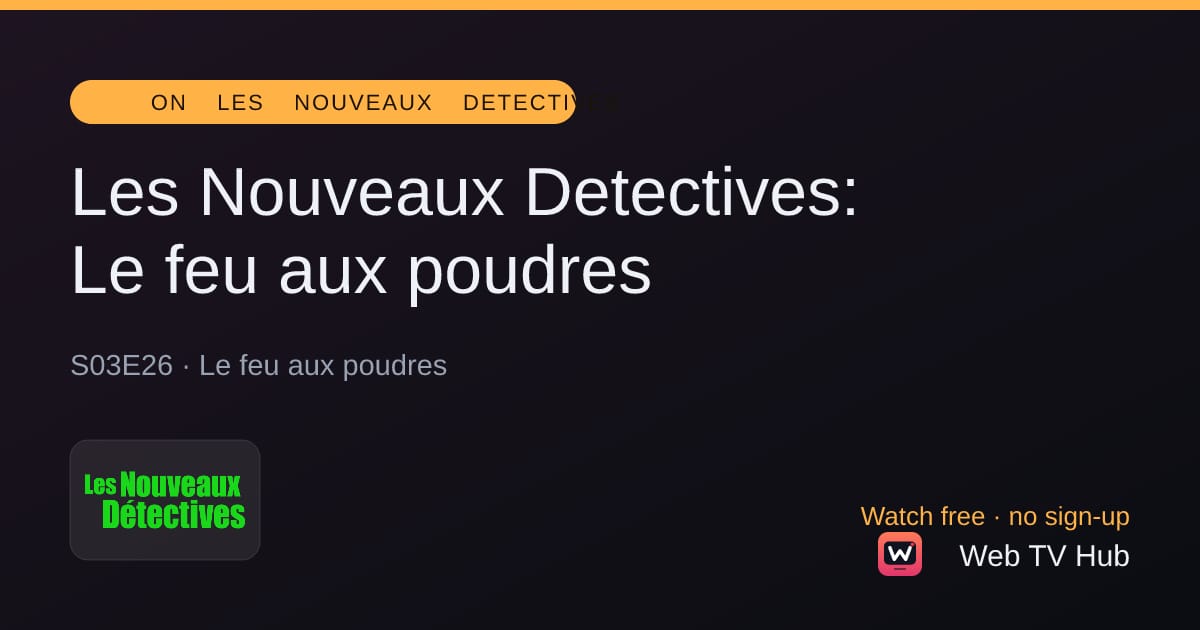 ON LES NOUVEAUX DETECTIVES
Les Nouveaux Detectives:
Le feu aux poudres
S03E26 · Le feu aux poudres
Les Nouveaux
Détectives
Watch free · no sign-up
W
Web TV Hub